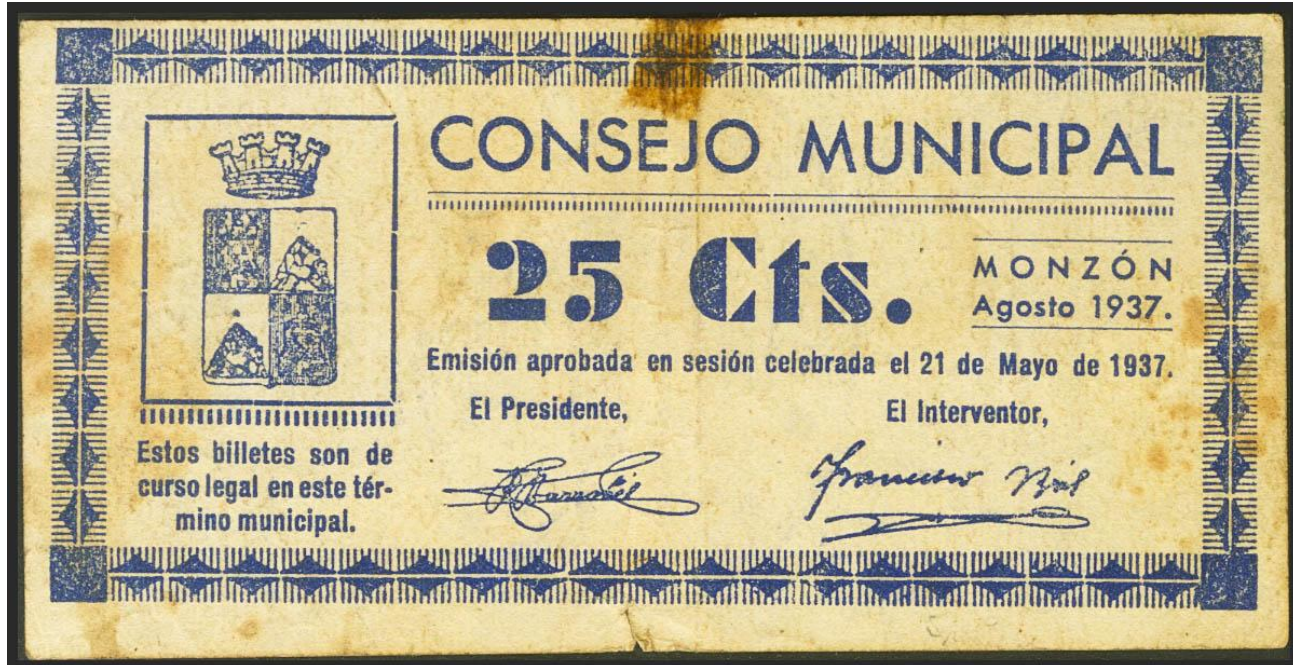 CONSEJO MUNICIPAL
25 Cts.
MONZÓN
Agosto 1937.
Emisión aprobada en sesión celebrada el 21 de Mayo de 1937.
El Presidente,
El Interventor,
Francisco
Estos billetes son de
curso legal en este tér-
mino municipal.